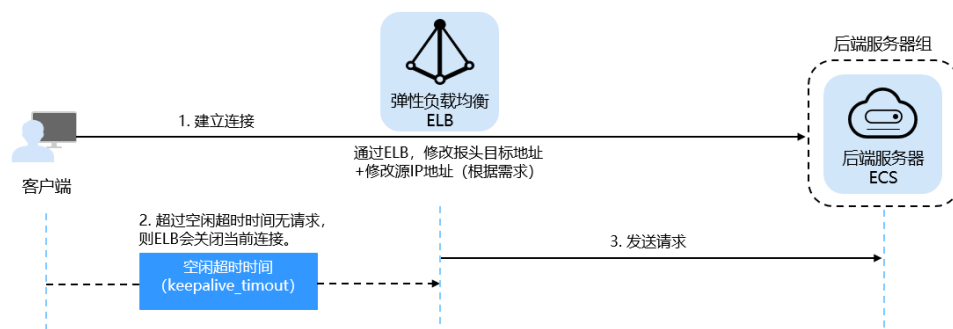 后端服务器组
弹性负载均衡
ELB
1. 建立连接
后端服务器
ECS
通过ELB，修改报头目标地址
+修改源IP地址（根据需求）
客户端
2. 超过空闲超时时间无请求，
则ELB会关闭当前连接。
3. 发送请求
空闲超时时间
（keepalive_timout）